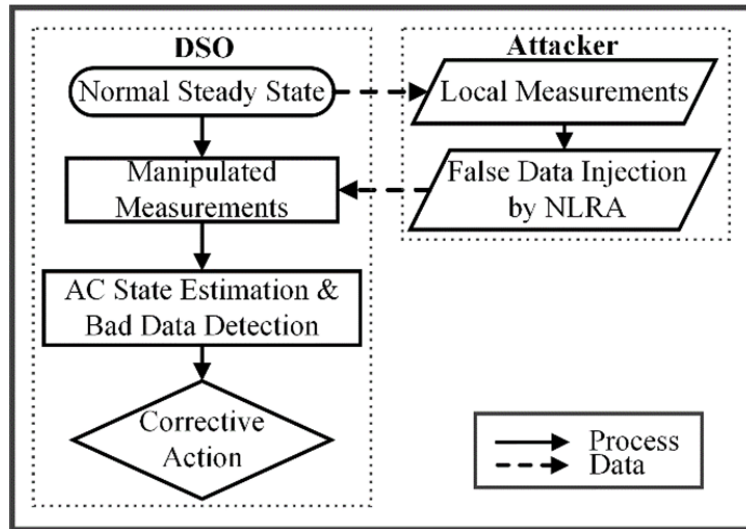 DSO
Normal Steady State
Manipulated
Measurements
AC State Estimation &
Bad Data Detection
Corrective
Action
Attacker
Local Measurements
False Data Injection
by NLRA
Process
Data